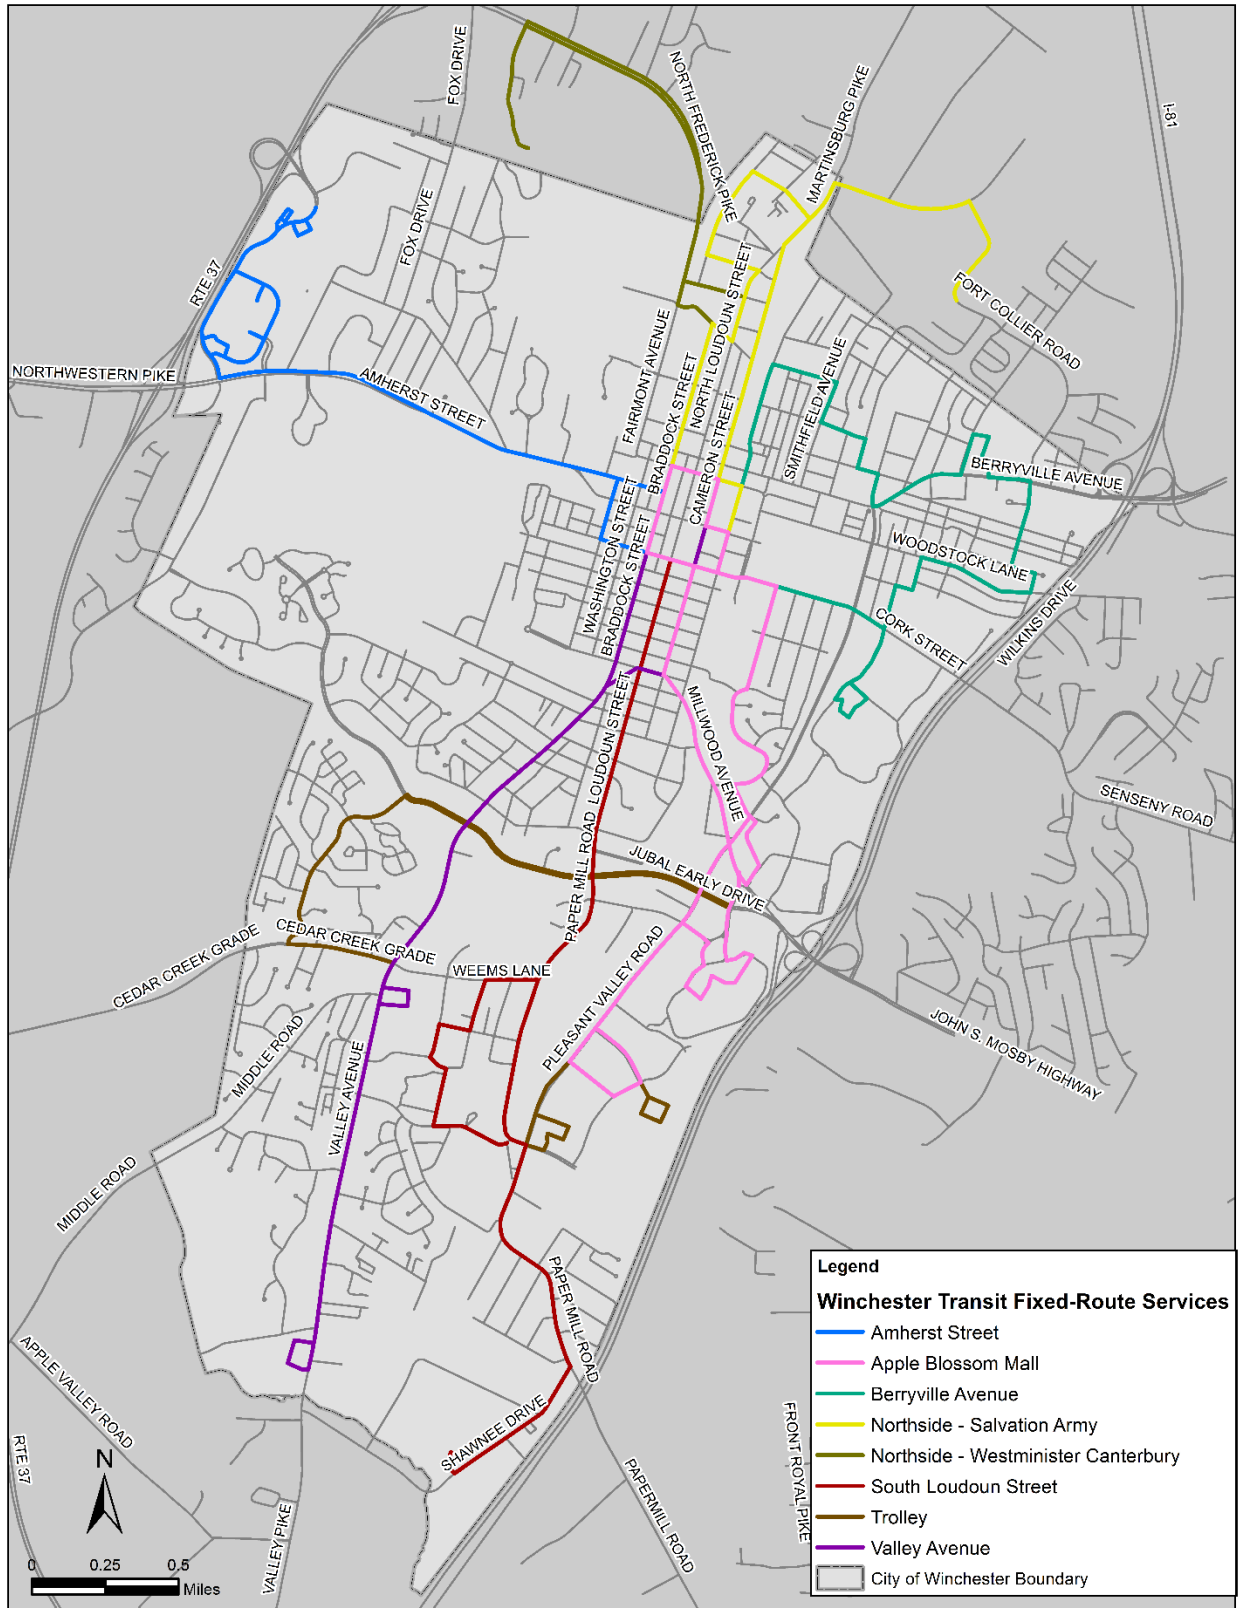 FOX DRIVE
NORTH FREDERICK PIKE
MARTINSBURG PIKE
I-81
FOX DRIVE
RTE 37
FORT COLLIER ROAD
NORTHWESTERN PIKE
AMHERST STREET
FAIRMONT AVENUE
BRADDOCK STREET
NORTH LOUDOUN STREET
SMITHFIELD AVENUE
CAMERON STREET
BERRYVILLE AVENUE
WASHINGTON STREET
BRADDOCK STREET
WOODSTOCK LANE
CORK STREET
WILKINS DRIVE
MILLWOOD AVENUE
LOUDOUN STREET
PAPER MILL ROAD
SENSENY ROAD
JUBAL EARLY DRIVE
CEDAR CREEK GRADE
CEDAR CREEK GRADE
WEEMS LANE
PLEASANT VALLEY ROAD
JOHN S. MOSBY HIGHWAY
MIDDLE ROAD
VALLEY AVENUE
MIDDLE ROAD
PAPER MILL ROAD
APPLE VALLEY ROAD
SHAWNEE DRIVE
FRONT ROYAL PIKE
PAPERMILL ROAD
RTE 37
VALLEY PIKE
N
0 0.25 0.5
Miles
Legend
Winchester Transit Fixed-Route Services
Amherst Street
Apple Blossom Mall
Berryville Avenue
Northside - Salvation Army
Northside - Westminister Canterbury
South Loudoun Street
Trolley
Valley Avenue
City of Winchester Boundary